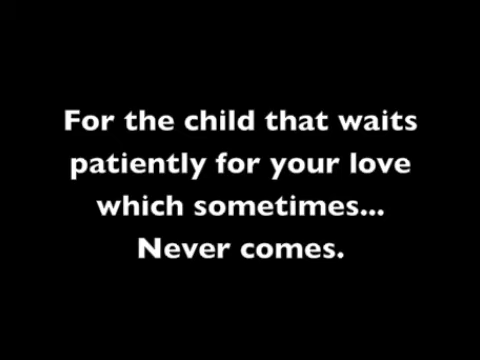 For the child that waits
patiently for your love
which sometimes...
Never comes.